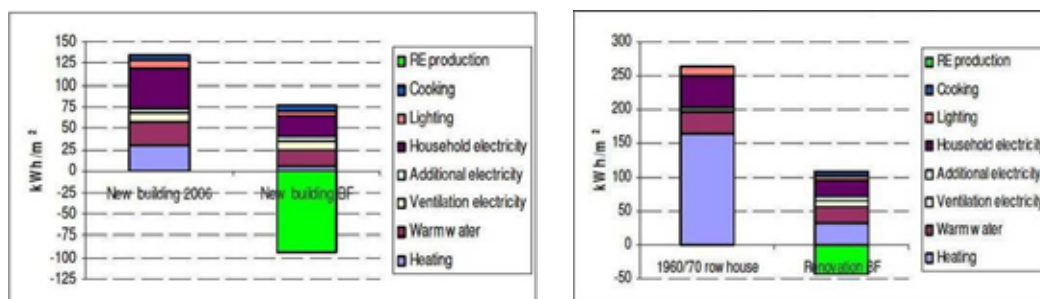 150
125
100
75
50
25
0
-25
-50
-75
-100
-125
kWh/m²
New building 2006
New building BF
RE production
Cooking
Lighting
Household electricity
Additional electricity
Ventilation electricity
Warm water
Heating
300
250
200
150
100
50
0
-50
kWh/m²
1960/70 row house
Renovation BF
RE production
Cooking
Lighting
Household electricity
Additional electricity
Ventilation electricity
Warm water
Heating